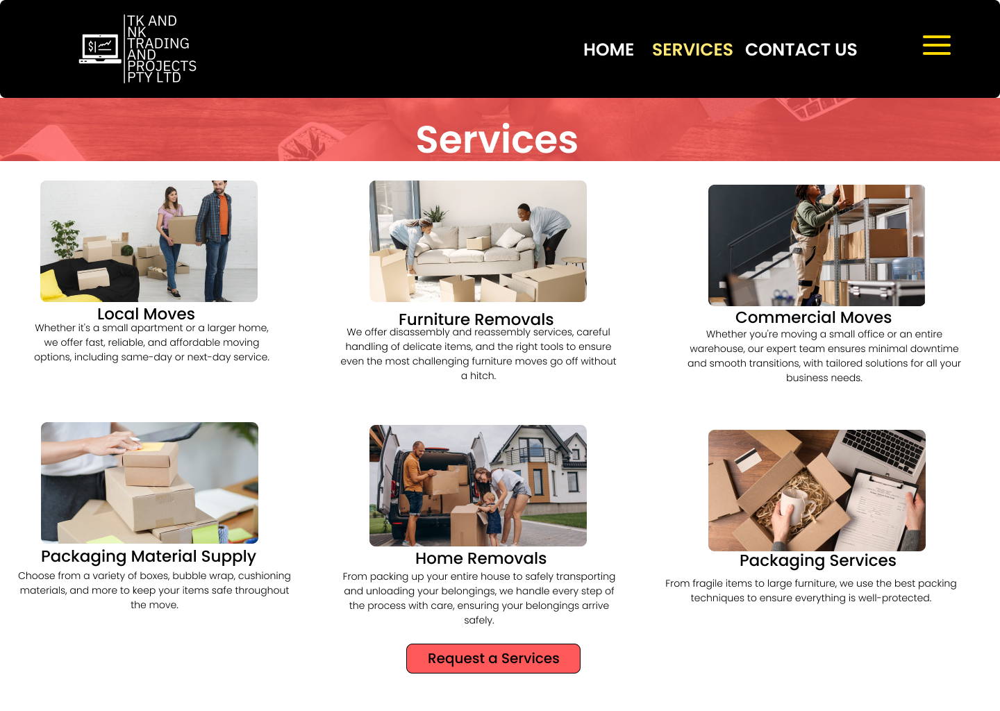 TK AND
NK
TRADING
AND
PROJECTS
PTY LTD
HOME SERVICES CONTACT US
Services
Local Moves
Whether it's a small apartment or a larger home,
we offer fast, reliable, and affordable moving
options, including same-day or next-day service.
Furniture Removals
We offer disassembly and reassembly services, careful
handling of delicate items, and the right tools to ensure
even the most challenging furniture moves go off without
a hitch.
Commercial Moves
Whether you're moving a small office or an entire
warehouse, our expert team ensures minimal downtime
and smooth transitions, with tailored solutions for all your
business needs.
Packaging Material Supply
Choose from a variety of boxes, bubble wrap, cushioning
materials, and more to keep your items safe throughout
the move.
Home Removals
From packing up your entire house to safely transporting
and unloading your belongings, we handle every step of
the process with care, ensuring your belongings arrive
safely.
Packaging Services
From fragile items to large furniture, we use the best packing
techniques to ensure everything is well-protected.
Request a Services